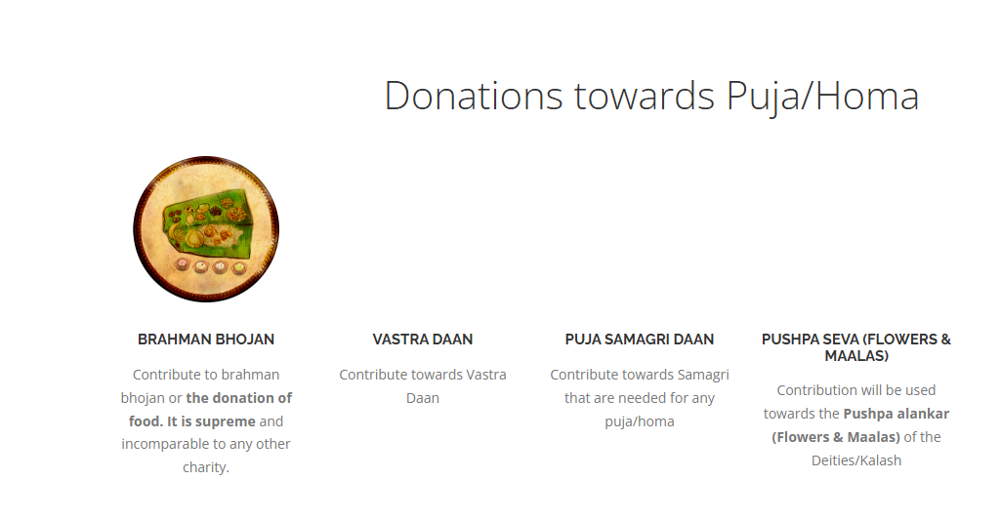 Donations towards Puja/Homa
BRAHMAN BHOJAN
Contribute to brahman
bhojan or the donation of
food. It is supreme and
incomparable to any other
charity.
VASTRA DAAN
Contribute towards Vastra
Daan
PUJA SAMAGRI DAAN
Contribute towards Samagri
that are needed for any
puja/homa
PUSHPA SEVA (FLOWERS &
MAALAS)
Contribution will be used
towards the Pushpa alankar
(Flowers & Maalas) of the
Deities/Kalash